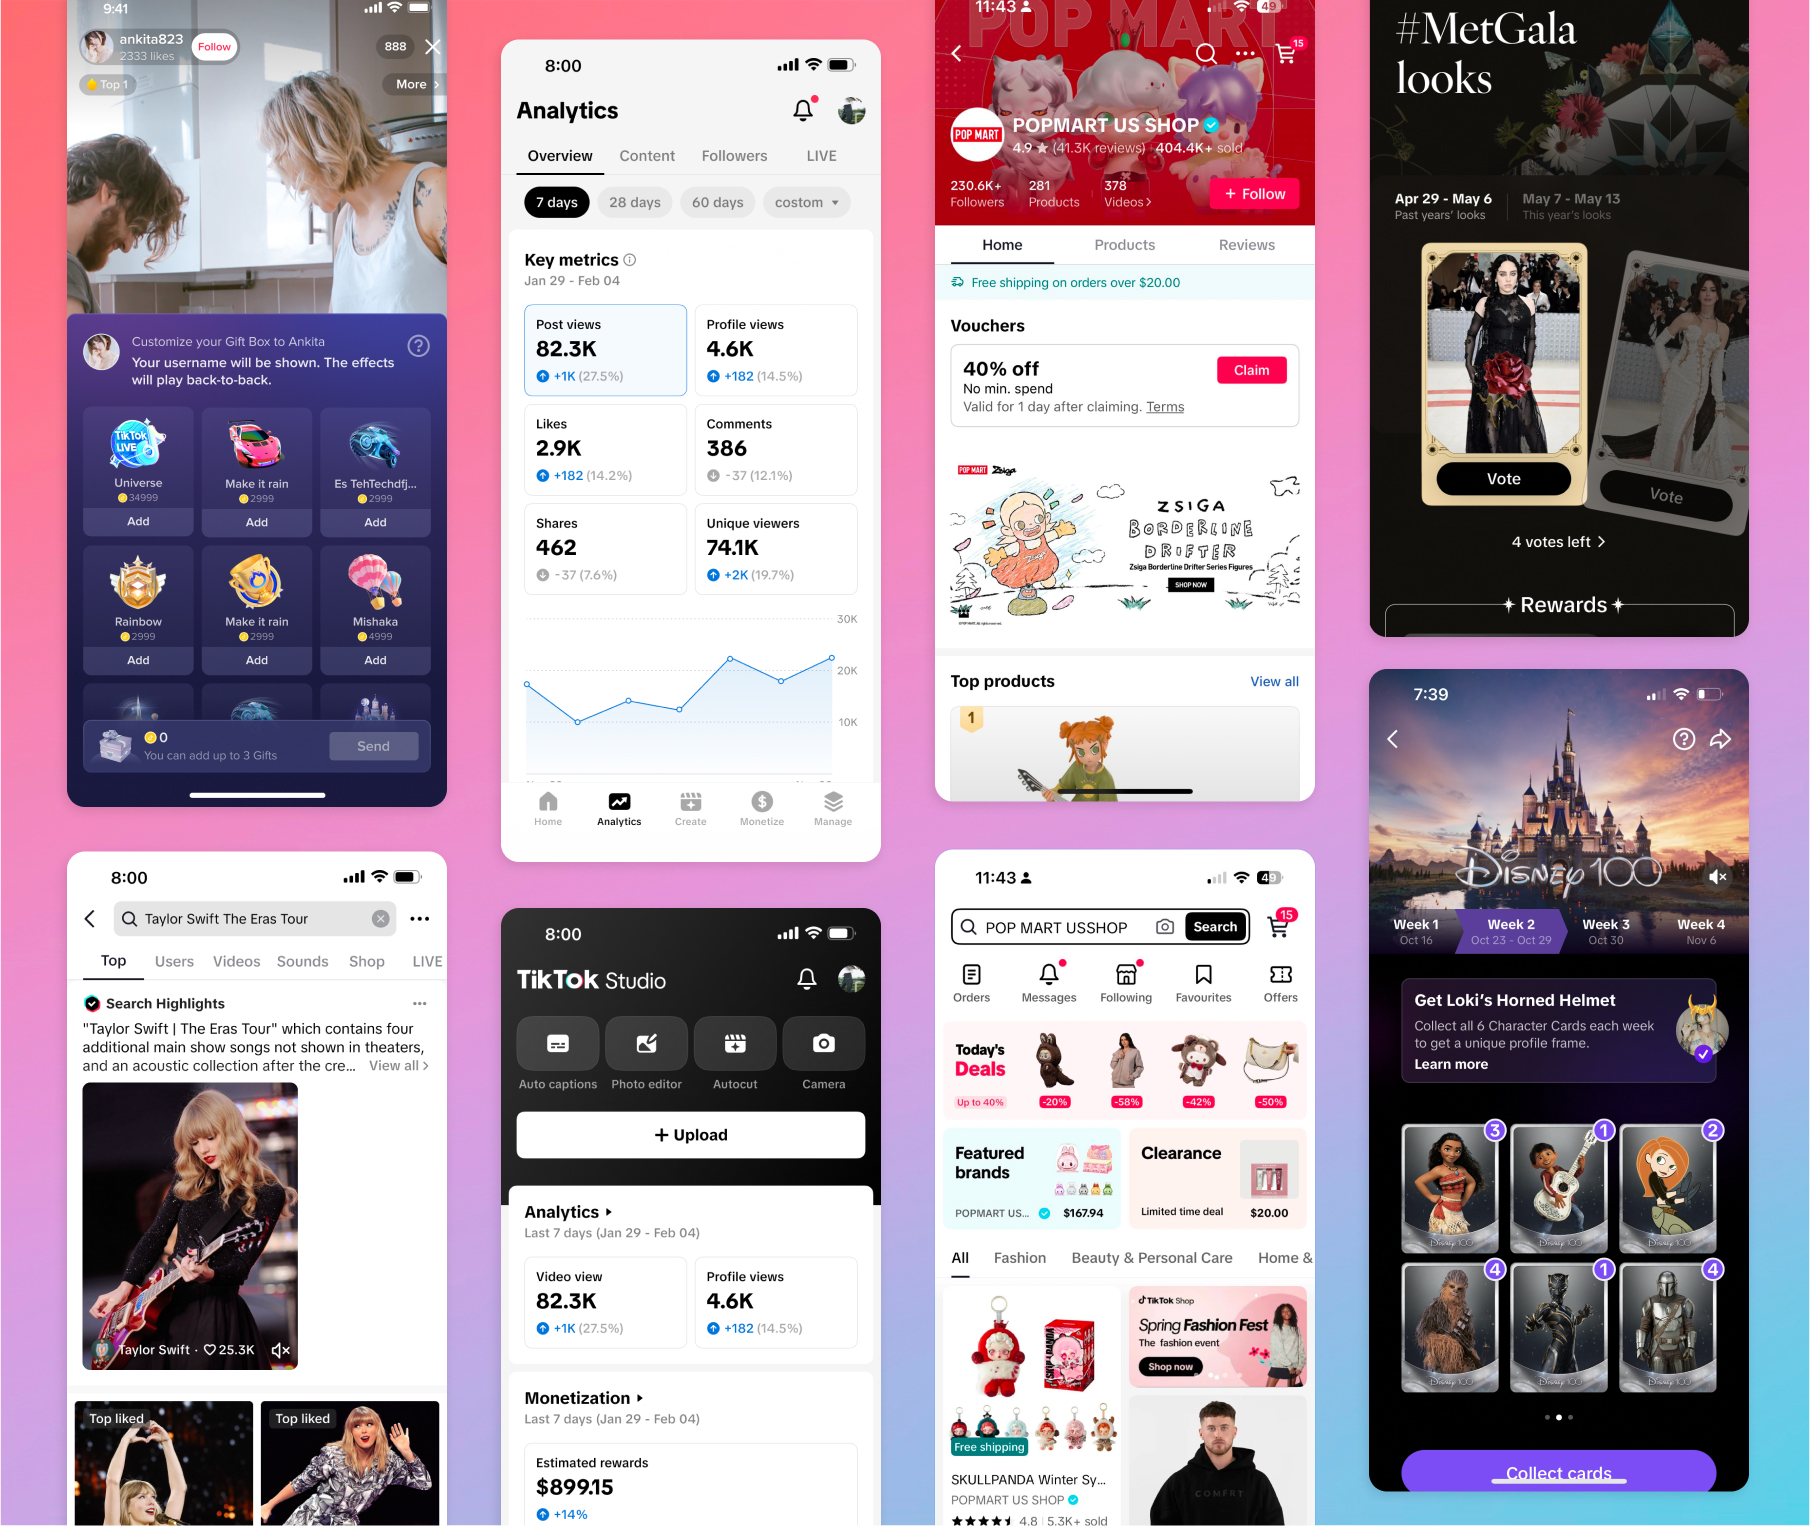 9:41
ankita823
2333 likes
Follow
888
Top 1
More >
Customize your Gift Box to Ankita
Your username will be shown. The effects
will play back-to-back.
TikTok
LIVE
Universe
34999
Add
Make it rain
2999
Add
Es TehTechdfj...
2999
Add
Rainbow
2999
Add
Make it rain
2999
Add
Mishaka
4999
Add
0
You can add up to 3 Gifts
Send
8:00
Taylor Swift The Eras Tour
Top
Users
Videos
Sounds
Shop
LIVE
Search Highlights
"Taylor Swift | The Eras Tour" which contains four
additional main show songs not shown in theaters,
and an acoustic collection after the cre... View all >
Taylor Swift · 25.3K
Top liked
Top liked
8:00
Analytics
Overview
Content
Followers
LIVE
7 days
28 days
60 days
costom
Key metrics
Jan 29 - Feb 04
Post views
82.3K
+1K (27.5%)
Profile views
4.6K
+182 (14.5%)
Likes
2.9K
+182 (14.2%)
Comments
386
-37 (12.1%)
Shares
462
-37 (7.6%)
Unique viewers
74.1K
+2K (19.7%)
30K
20K
10K
Home
Analytics
Create
Monetize
Manage
8:00
TikTok Studio
Auto captions
Photo editor
Autocut
Camera
+ Upload
Analytics
Last 7 days (Jan 29 - Feb 04)
Video view
82.3K
+1K (27.5%)
Profile views
4.6K
+182 (14.5%)
Monetization
Last 7 days (Jan 29 - Feb 04)
Estimated rewards
$899.15
+14%
11:43
49
POP MART
15
POP MART
POPMART US SHOP
4.9 ★ (41.3K reviews) 404.4K+ sold
230.6K+
Followers
281
Products
378
Videos >
+ Follow
Home
Products
Reviews
Free shipping on orders over $20.00
Vouchers
40% off
No min. spend
Valid for 1 day after claiming. Terms
Claim
POP MART Zsiga
ZSIGA
BORDERLINE
DRIFTER
Zsiga Borderline Drifter Series Figures
SHOP NOW
Top products
View all
1
11:43
49
POP MART USSHOP
Search
15
Orders
Messages
Following
Favourites
Offers
Today's
Deals
Up to 40%
-20%
-58%
-42%
-50%
Featured
brands
POPMART US...
$167.94
Clearance
Limited time deal
$20.00
All
Fashion
Beauty & Personal Care
Home &
SKULLPANDA
Free shipping
SKULLPANDA Winter Sy...
POPMART US SHOP
4.8 | 5.3K+ sold
TikTok Shop
Spring Fashion Fest
The fashion event
Shop now
COMFRT
#MetGala
looks
Apr 29 - May 6
Past years' looks
May 7 - May 13
This year's looks
Vote
Vote
4 votes left >
Rewards
7:39
Disney 100
Week 1
Oct 16
Week 2
Oct 23 - Oct 29
Week 3
Oct 30
Week 4
Nov 6
Get Loki's Horned Helmet
Collect all 6 Character Cards each week
to get a unique profile frame.
Learn more
3
1
2
Disney 100
Disney 100
Disney 100
4
1
4
Disney 100
Disney 100
Disney 100
Collect cards